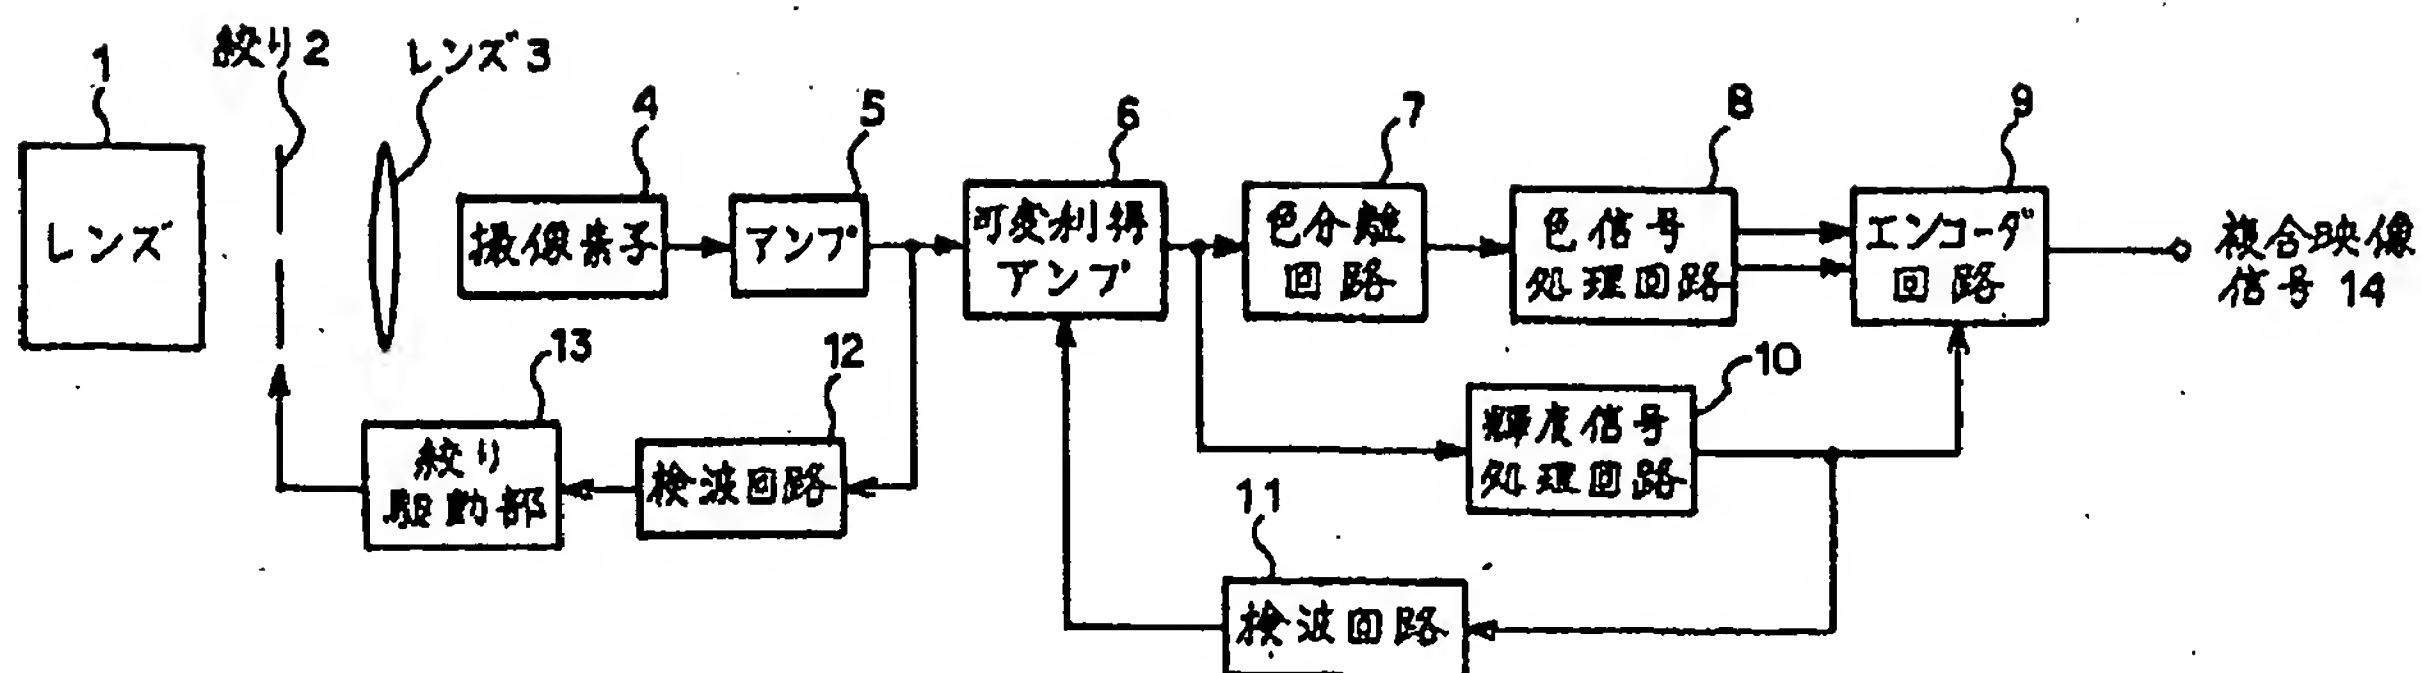 1
絞り2
レンズ3
4
5
6
7
8
9
レンズ
撮像素子
アンプ
可変利得
アンプ
色分離
回路
色信号
処理回路
エンコーダ
回路
複合映像
信号 14
13
12
10
絞り
駆動部
検波回路
輝度信号
処理回路
11
検波回路